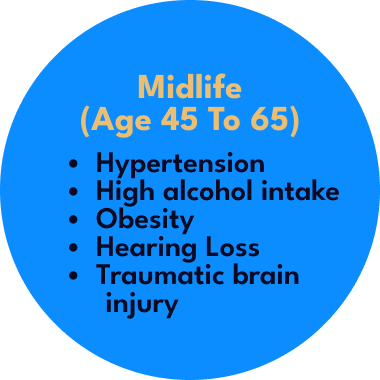 Midlife
(Age 45 To 65)
• Hypertension
• High alcohol intake
• Obesity
• Hearing Loss
• Traumatic brain
injury